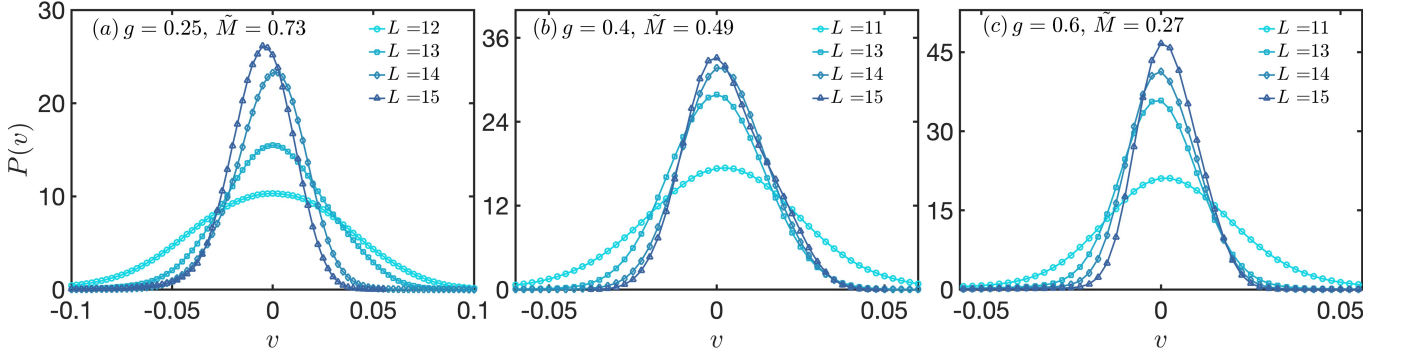 (a) g = 0.25, M̃ = 0.73
L =12
L =13
L =14
L =15
30
20
10
0
P(v)
-0.1
-0.05
0
0.05
0.1
v
(b) g = 0.4, M̃ = 0.49
L =11
L =13
L =14
L =15
36
24
12
0
-0.05
0
0.05
v
(c) g = 0.6, M̃ = 0.27
L =11
L =13
L =14
L =15
45
30
15
0
-0.05
0
0.05
v